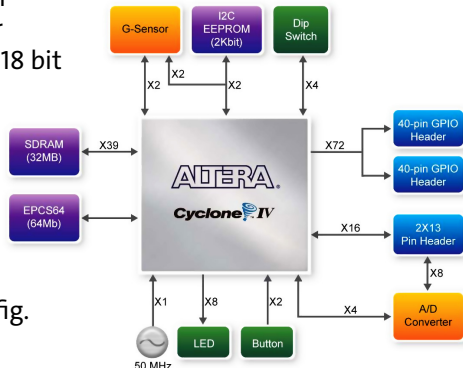 18 bit
fig.
G-Sensor
I2C
EEPROM
(2Kbit)
Dip
Switch
X2
X2
X2
X4
SDRAM
(32MB)
X39
EPCS64
(64Mb)
ALTERA
Cyclone IV
X72
40-pin GPIO
Header
40-pin GPIO
Header
X16
2X13
Pin Header
X8
X4
A/D
Converter
X1
X8
X2
50 MHz
LED
Button